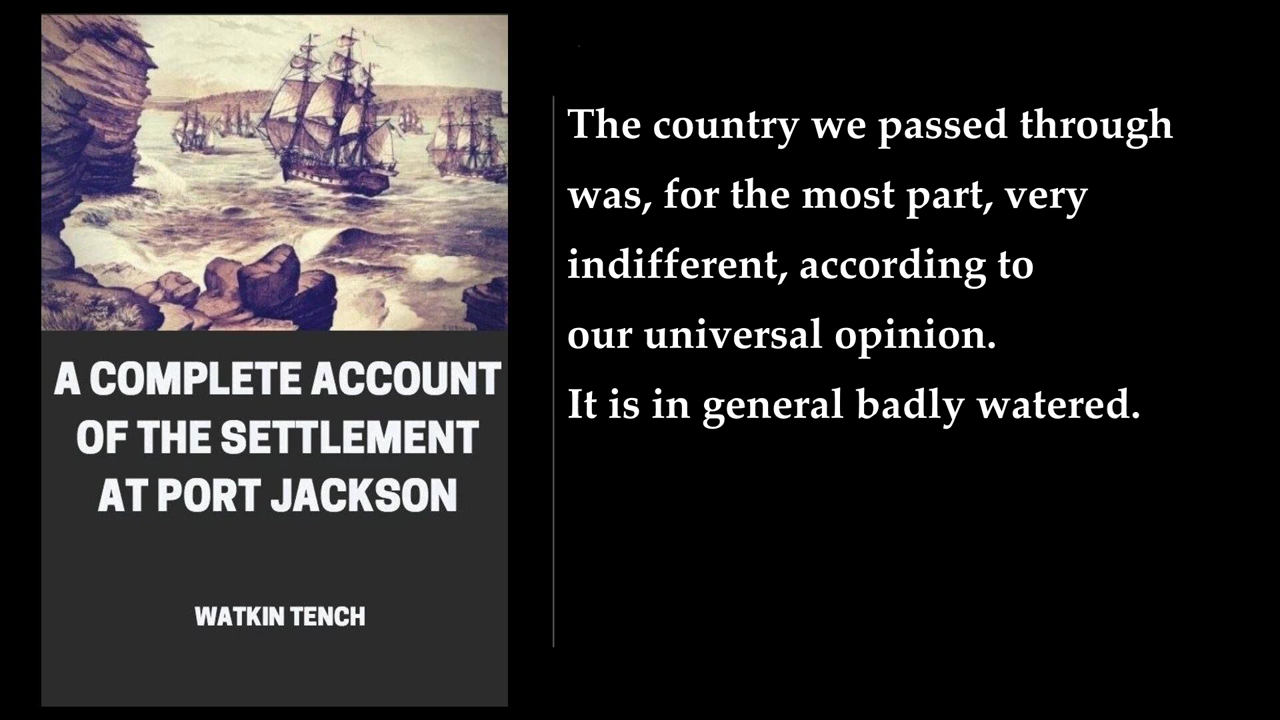 A COMPLETE ACCOUNT
OF THE SETTLEMENT
AT PORT JACKSON
WATKIN TENCH
The country we passed through
was, for the most part, very
indifferent, according to
our universal opinion.
It is in general badly watered.